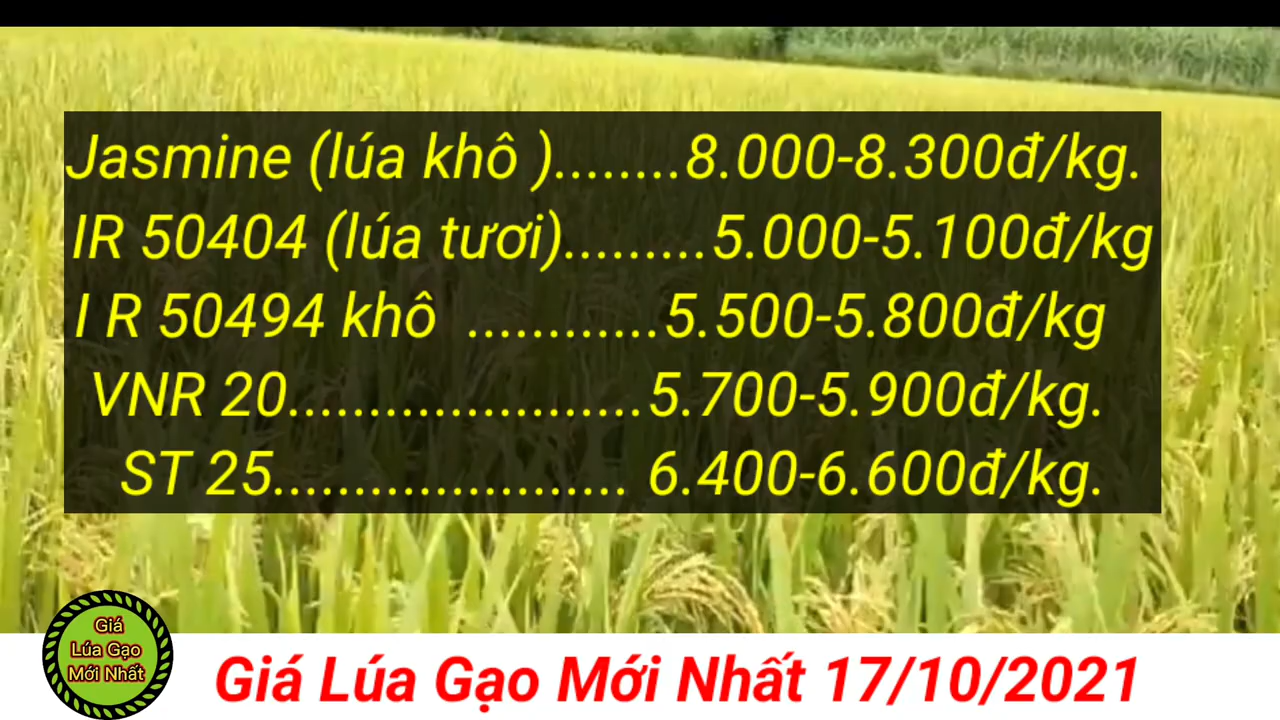 Jasmine (lúa khô )........8.000-8.300đ/kg.
IR 50404 (lúa tươi).........5.000-5.100đ/kg
I R 50494 khô ............5.500-5.800đ/kg
VNR 20......................5.700-5.900đ/kg.
ST 25...................... 6.400-6.600đ/kg.
Giá
Lúa Gạo
Mới Nhất
Giá Lúa Gạo Mới Nhất 17/10/2021